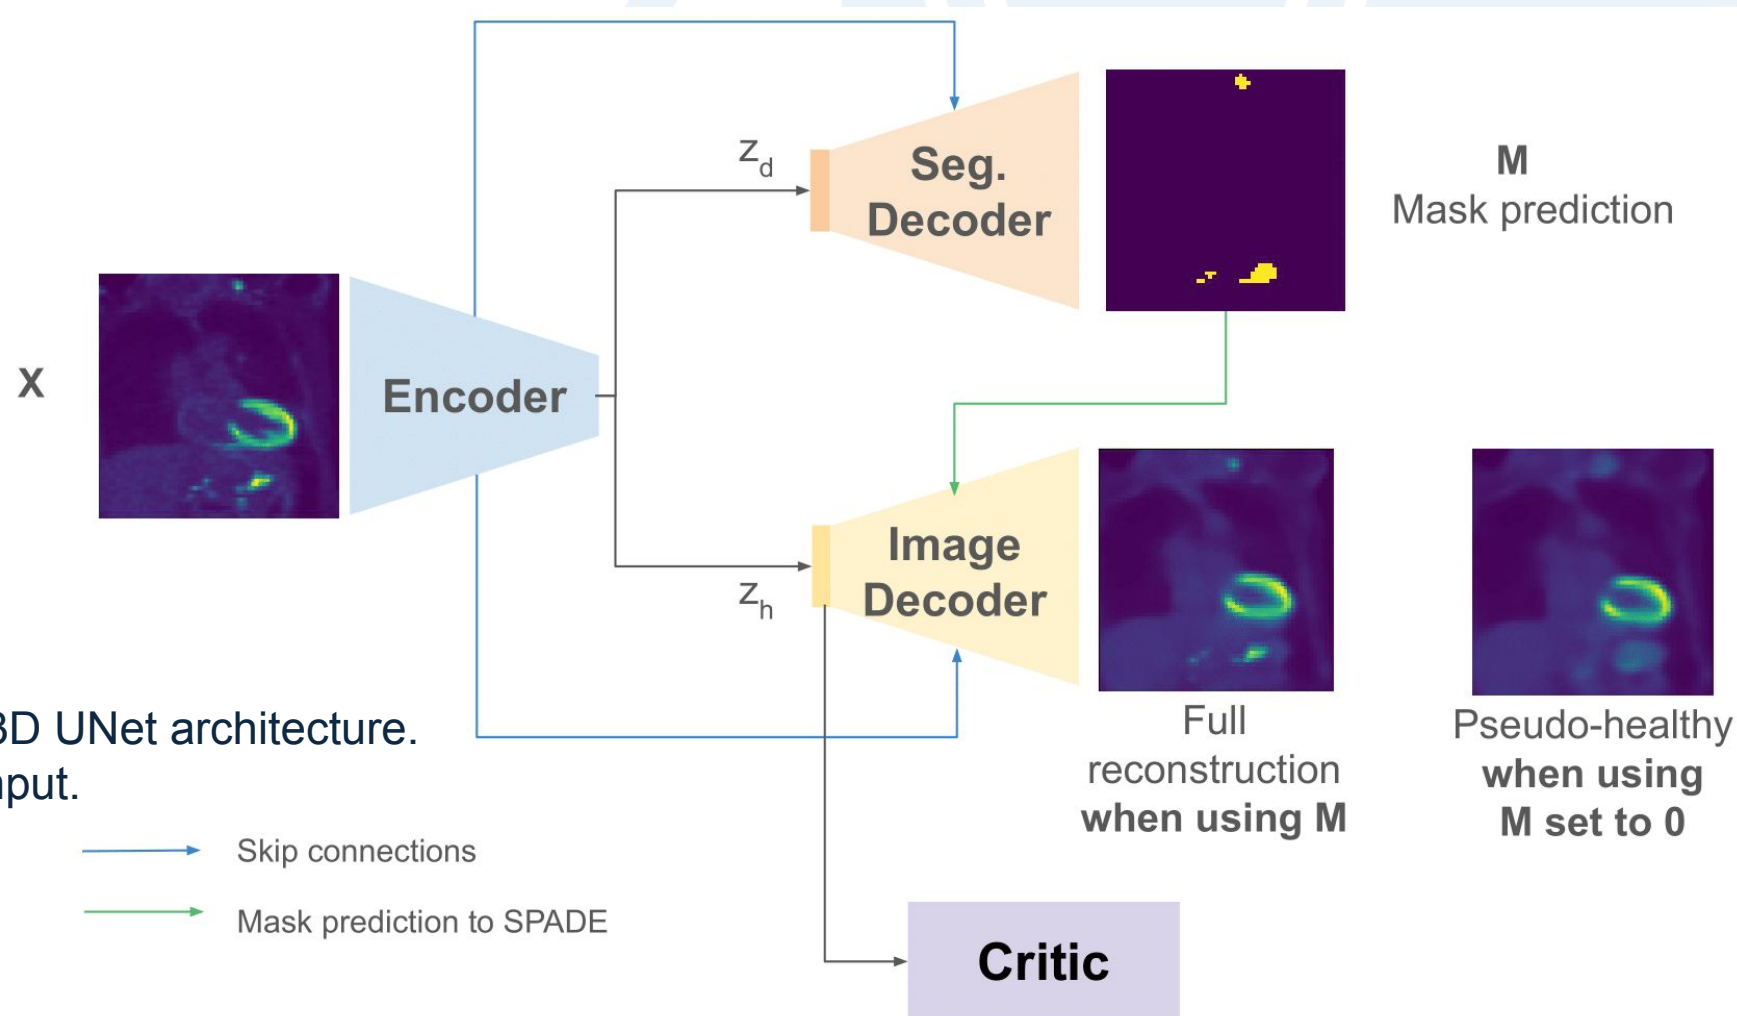 Z_d
Seg.
Decoder
M
Mask prediction
X
Encoder
Image
Decoder
Z_h
3D UNet architecture.
nput.
Full
reconstruction
when using M
Pseudo-healthy
when using
M set to 0
Skip connections
Mask prediction to SPADE
Critic